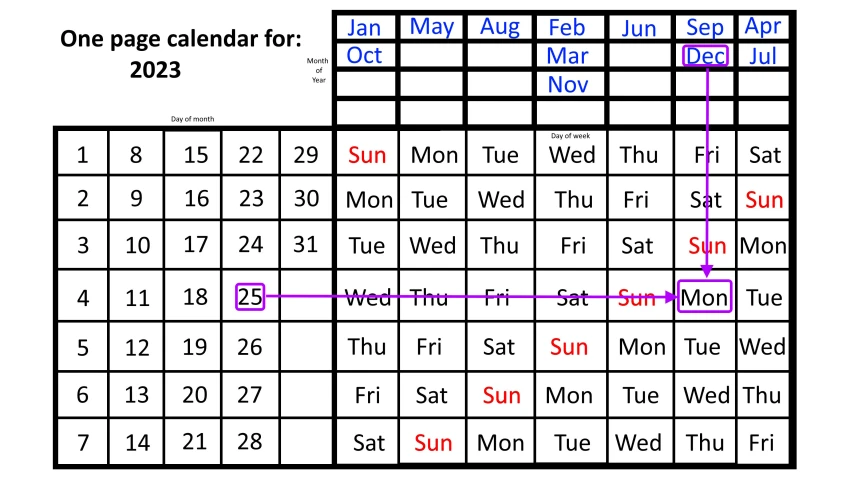 One page calendar for:
2023
Month
of
Year
Day of month
Jan May Aug Feb Jun Sep Apr
Oct Mar Dec Jul
Nov
Day of week
1 8 15 22 29 Sun Mon Tue Wed Thu Fri Sat
2 9 16 23 30 Mon Tue Wed Thu Fri Sat Sun
3 10 17 24 31 Tue Wed Thu Fri Sat Sun Mon
4 11 18 25 Wed Thu Fri Sat Sun Mon Tue
5 12 19 26 Thu Fri Sat Sun Mon Tue Wed
6 13 20 27 Fri Sat Sun Mon Tue Wed Thu
7 14 21 28 Sat Sun Mon Tue Wed Thu Fri